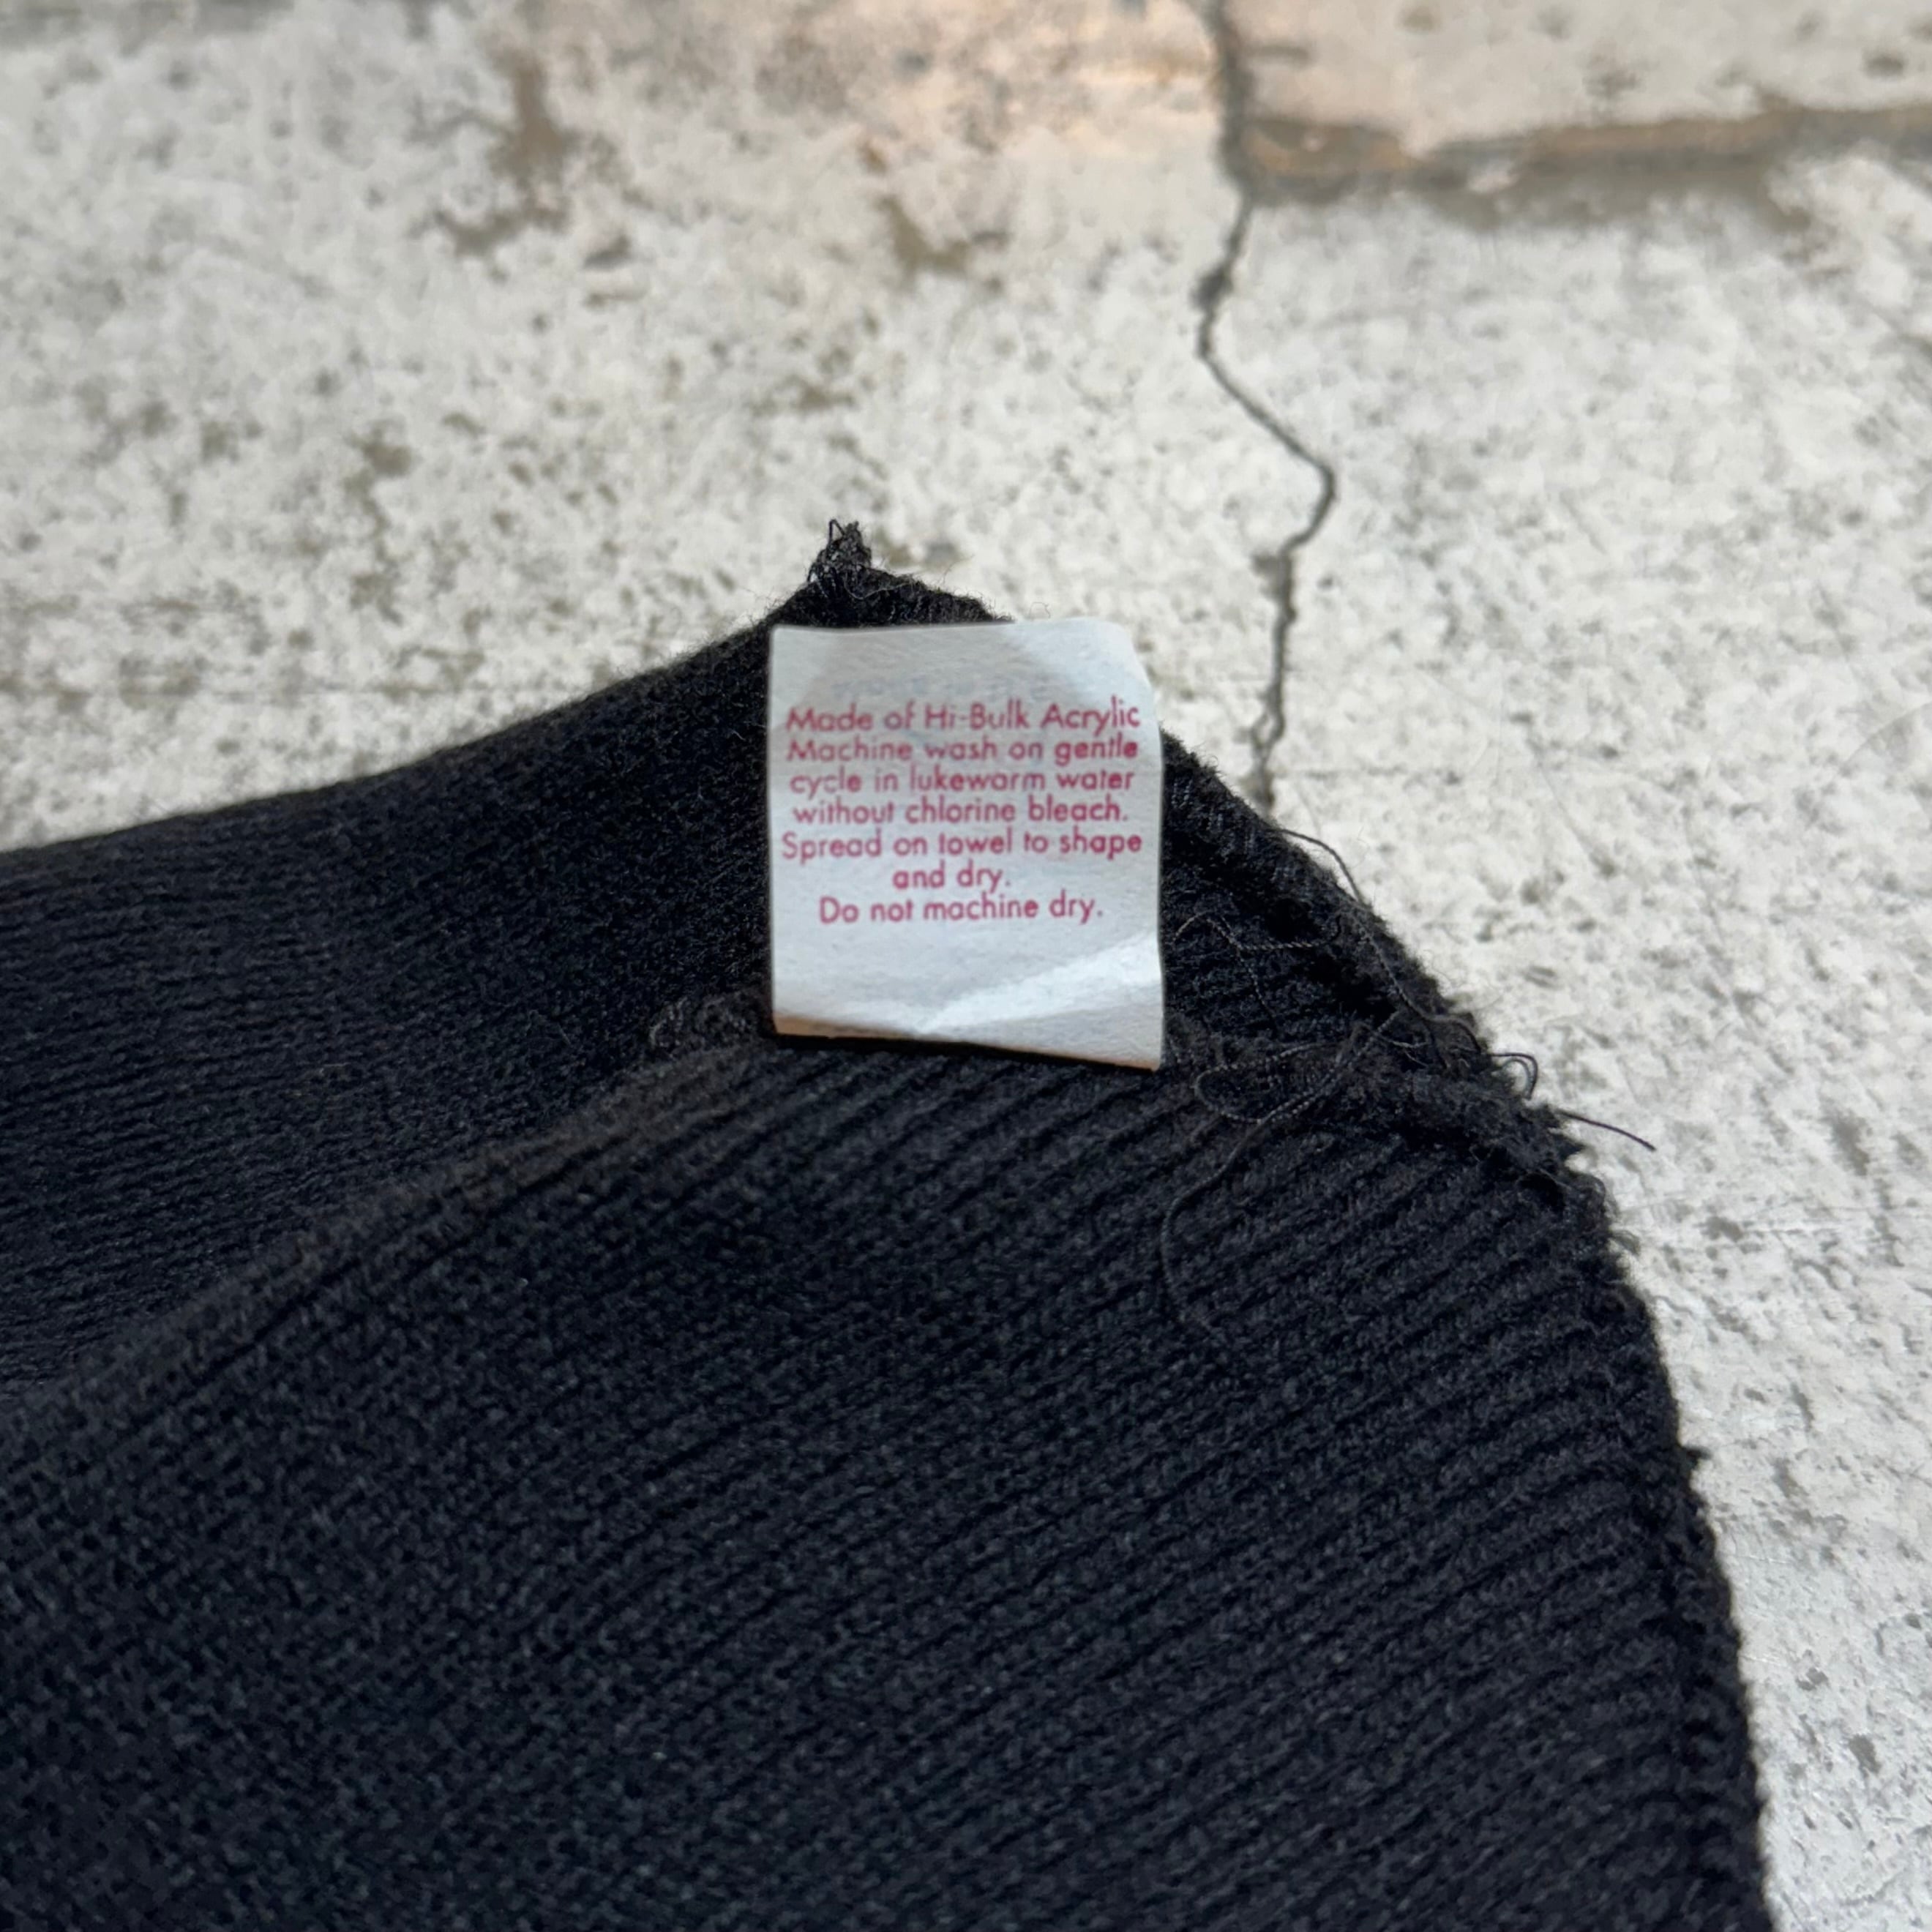 Made of Hi-Bulk Acrylic
Machine wash on gentle
cycle in lukewarm water
without chlorine bleach.
Spread on towel to shape
and dry.
Do not machine dry.